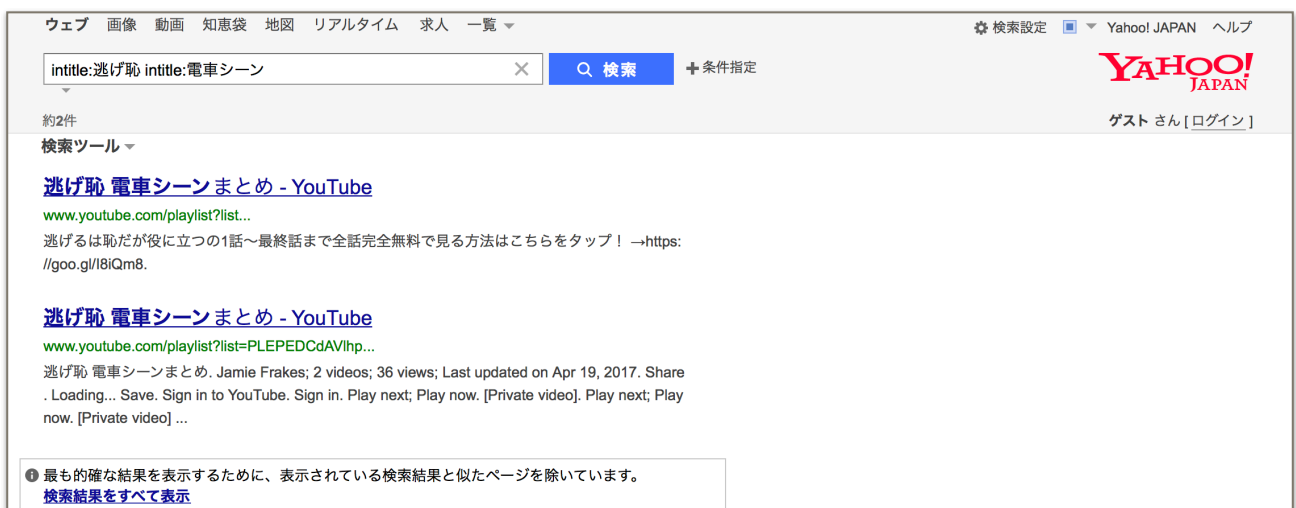 ウェブ 画像 動画 知恵袋 地図 リアルタイム 求人 一覧 検索設定 Yahoo! JAPAN ヘルプ
intitle:逃げ恥 intitle:電車シーン 検索 条件指定 YAHOO! JAPAN
約2件 ゲスト さん [ ログイン ]
検索ツール
逃げ恥 電車シーンまとめ - YouTube
www.youtube.com/playlist?list...
逃げるは恥だが役に立つの1話～最終話まで全話完全無料で見る方法はこちらをタップ！ →https:
//goo.gl/I8iQm8.
逃げ恥 電車シーンまとめ - YouTube
www.youtube.com/playlist?list=PLEPEDCdAVlhp...
逃げ恥 電車シーンまとめ. Jamie Frakes; 2 videos; 36 views; Last updated on Apr 19, 2017. Share
. Loading... Save. Sign in to YouTube. Sign in. Play next; Play now. [Private video]. Play next; Play
now. [Private video] ...
最も的確な結果を表示するために、表示されている検索結果と似たページを除いています。
検索結果をすべて表示